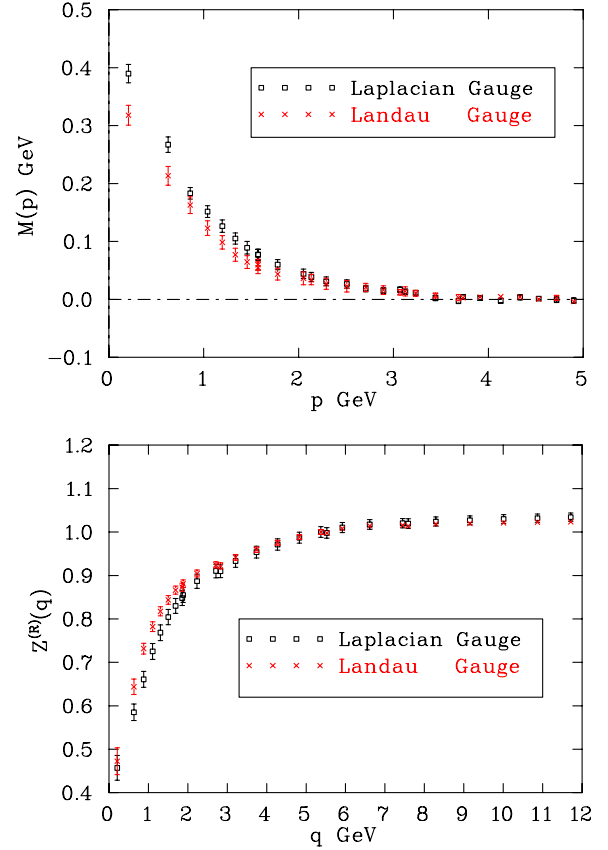 0.5
0.4
0.3
0.2
0.1
0.0
−0.1
M(p) GeV
Laplacian Gauge
Landau Gauge
0 1 2 3 4 5
p GeV
1.2
1.1
1.0
0.9
0.8
0.7
0.6
0.5
0.4
Z(R)(q)
Laplacian Gauge
Landau Gauge
0 1 2 3 4 5 6 7 8 9 10 11 12
q GeV